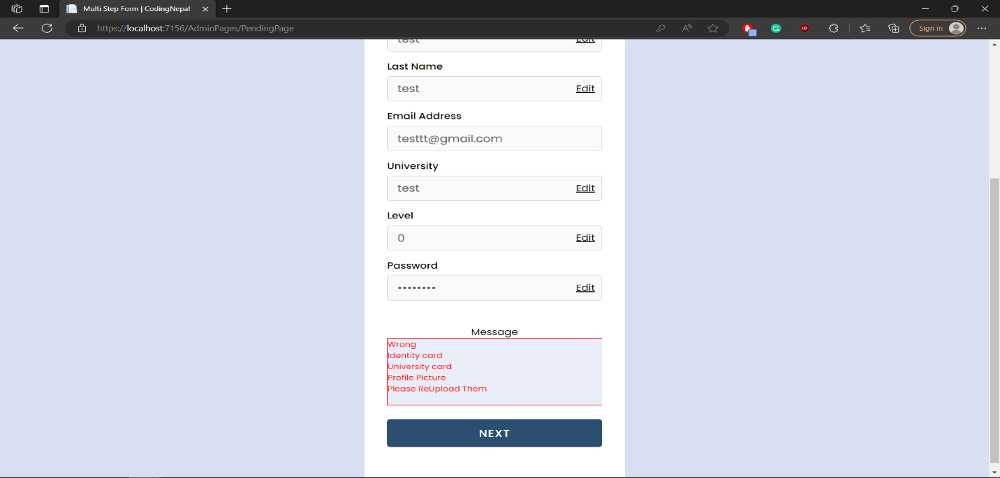 Multi Step Form | CodingNepal
https://localhost:7156/AdminPages/PendingPage
Sign in
test Edit
Last Name
test Edit
Email Address
testtt@gmail.com
University
test Edit
Level
0 Edit
Password
•••••••• Edit
Message
Wrong
Identity card
University card
Profile Picture
Please ReUpload Them
NEXT